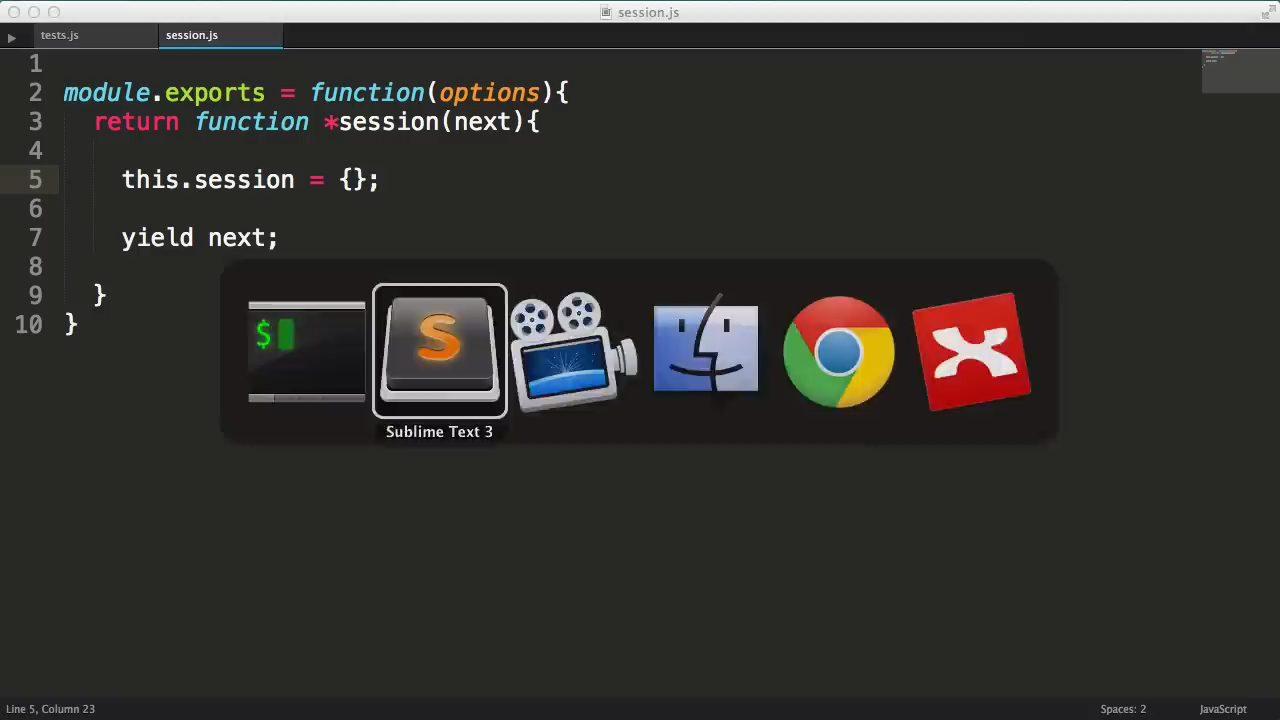 session.js
tests.js
session.js
1
2 module.exports = function(options){
3 return function *session(next){
4
5 this.session = {};
6
7 yield next;
8
9 }
10 }
$
S
Sublime Text 3
Line 5, Column 23
Spaces: 2
JavaScript